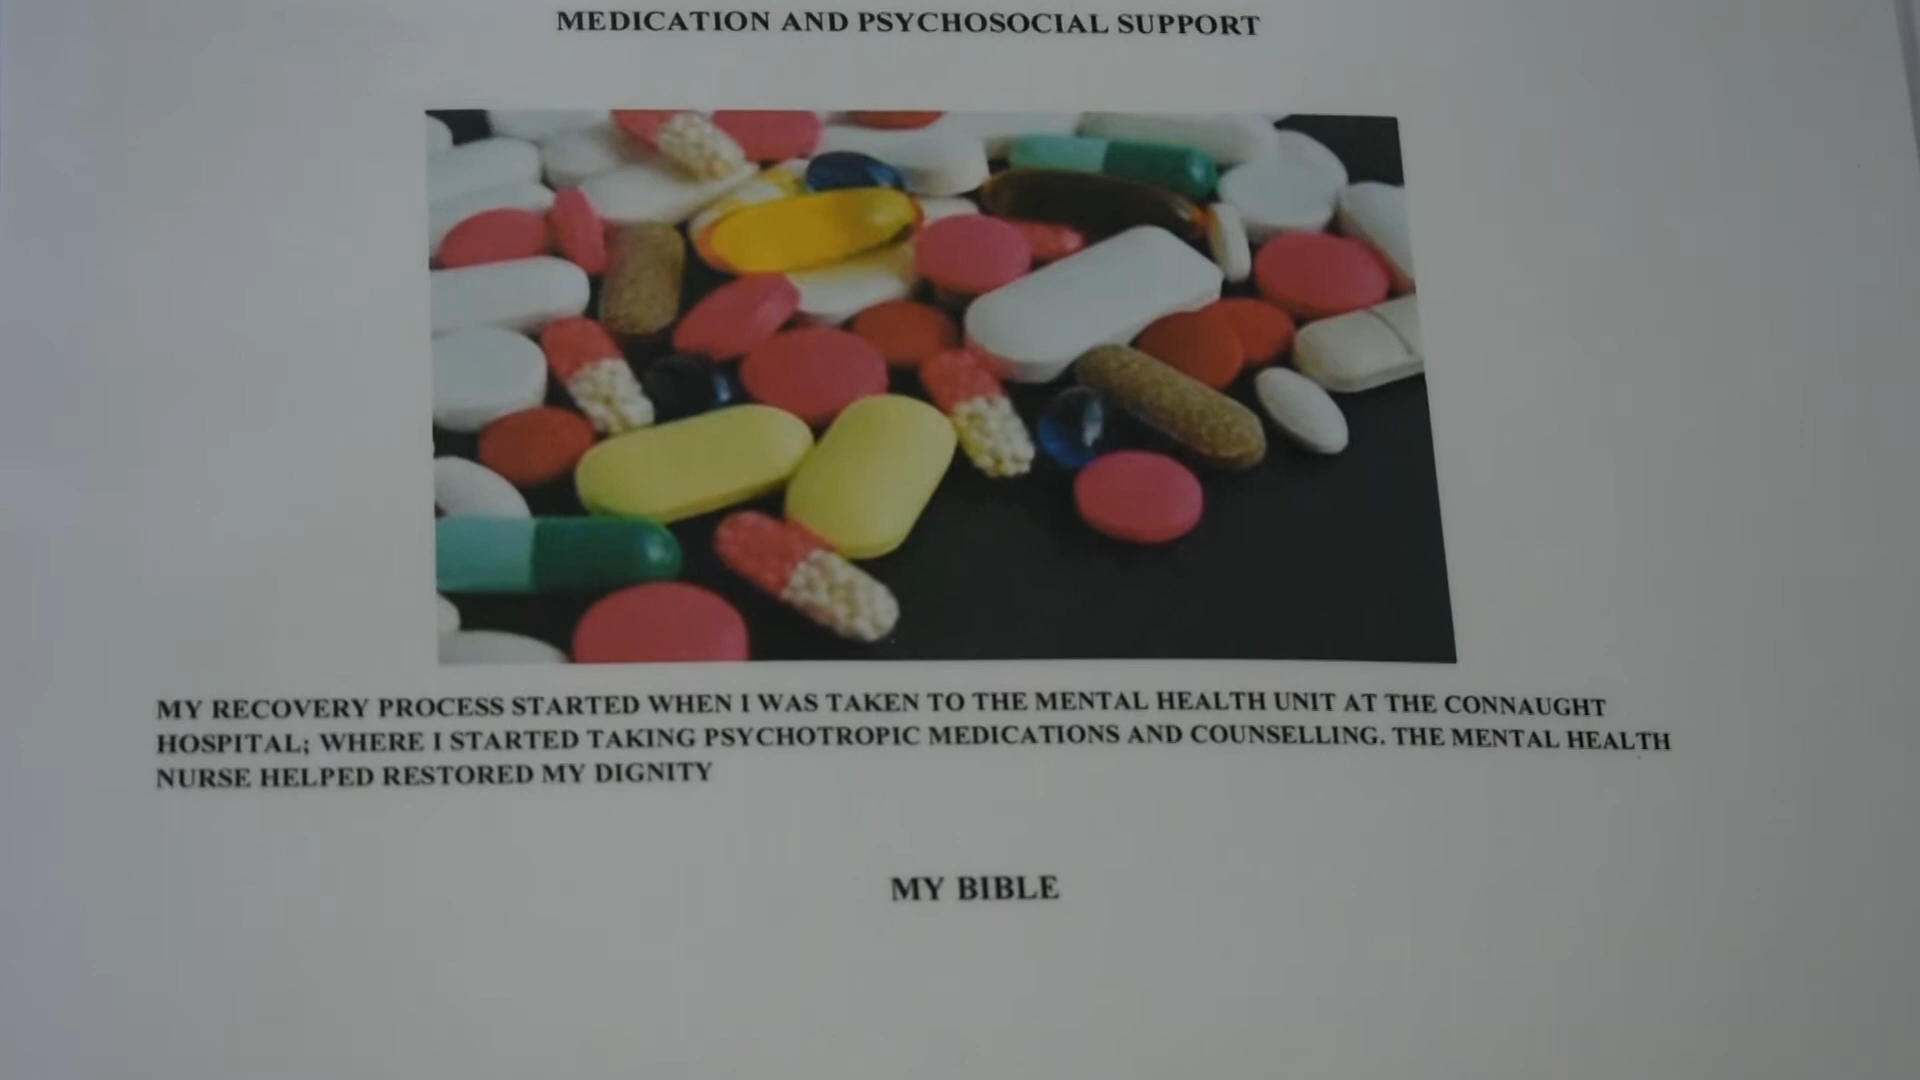 MEDICATION AND PSYCHOSOCIAL SUPPORT
MY RECOVERY PROCESS STARTED WHEN I WAS TAKEN TO THE MENTAL HEALTH UNIT AT THE CONNAUGHT
HOSPITAL; WHERE I STARTED TAKING PSYCHOTROPIC MEDICATIONS AND COUNSELLING. THE MENTAL HEALTH
NURSE HELPED RESTORED MY DIGNITY
MY BIBLE